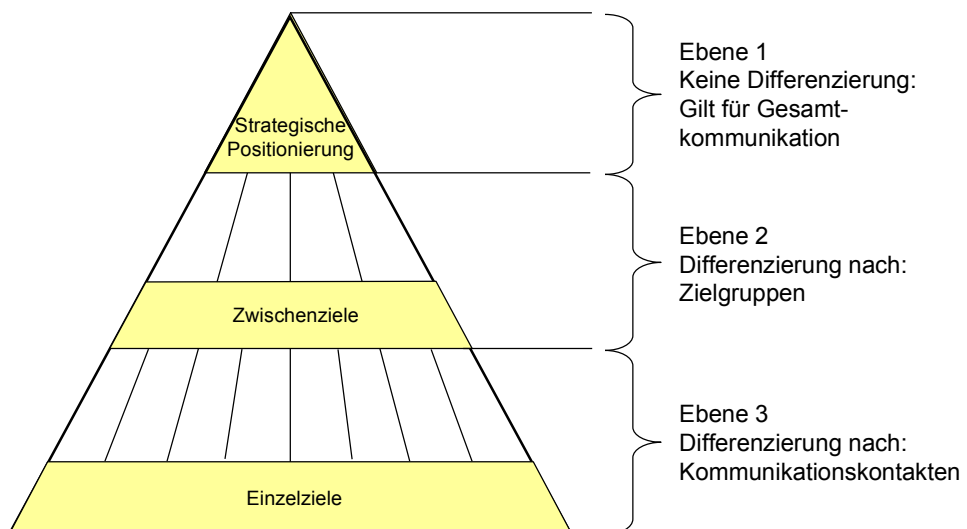 Ebene 1
Keine Differenzierung:
Gilt für Gesamt-
kommunikation
Strategische
Positionierung
Ebene 2
Differenzierung nach:
Zielgruppen
Zwischenziele
Ebene 3
Differenzierung nach:
Kommunikationskontakten
Einzelziele